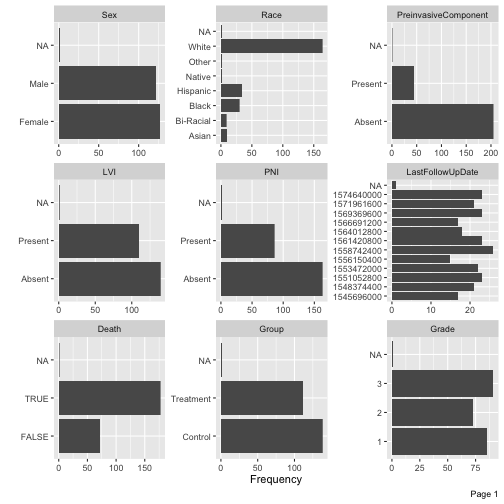 Sex
NA
Male
Female
0 50 100
Race
NA
White
Other
Native
Hispanic
Black
Bi-Racial
Asian
0 50 100 150
PreinvasiveComponent
NA
Present
Absent
0 50 100 150 200
LVI
NA
Present
Absent
0 50 100
PNI
NA
Present
Absent
0 50 100 150
LastFollowUpDate
NA
1574640000
1571961600
1569369600
1566691200
1564012800
1561420800
1558742400
1556150400
1553472000
1551052800
1548374400
1545696000
0 10 20
Death
NA
TRUE
FALSE
0 50 100 150
Group
NA
Treatment
Control
0 50 100
Grade
NA
3
2
1
0 25 50 75
Frequency
Page 1